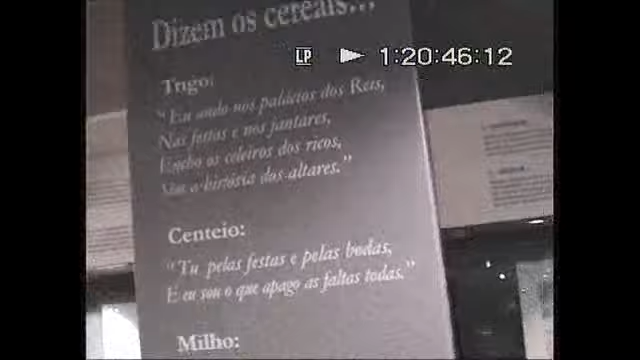 Dizem os cereais...
LP 1:20:46:12
Trigo:
"Eu ando nos palácios dos Reis,
Nas festas e nos jantares,
Encho os celeiros dos ricos,
a hóstia dos altares."
Centeio:
"Tu pelas festas e pelas bodas,
E eu sou o que apago as faltas todas."
Milho: